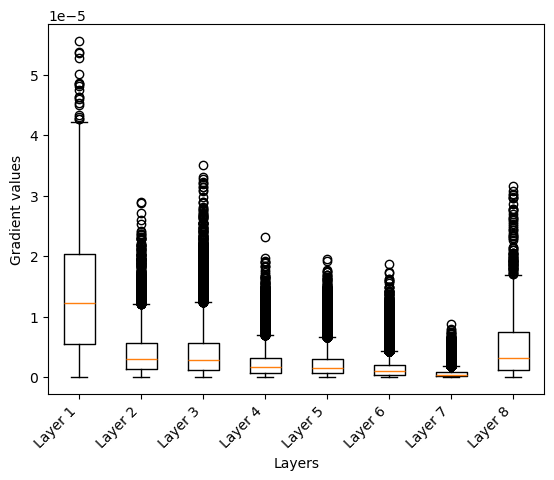 1e−5
5
4
3
2
1
0
Gradient values
Layer 1
Layer 2
Layer 3
Layer 4
Layer 5
Layer 6
Layer 7
Layer 8
Layers